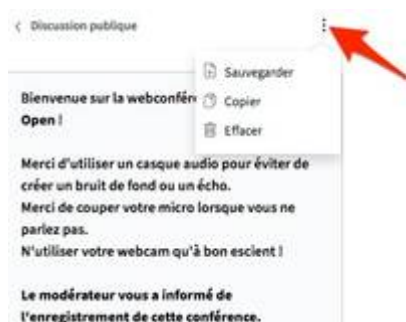 Discussion publique
Sauvegarder
Copier
Effacer
Bienvenue sur la webconfér
Open !
Merci d'utiliser un casque audio pour éviter de
créer un bruit de fond ou un écho.
Merci de couper votre micro lorsque vous ne
parlez pas.
N'utiliser votre webcam qu'à bon escient !
Le modérateur vous a informé de
l'enregistrement de cette conférence.